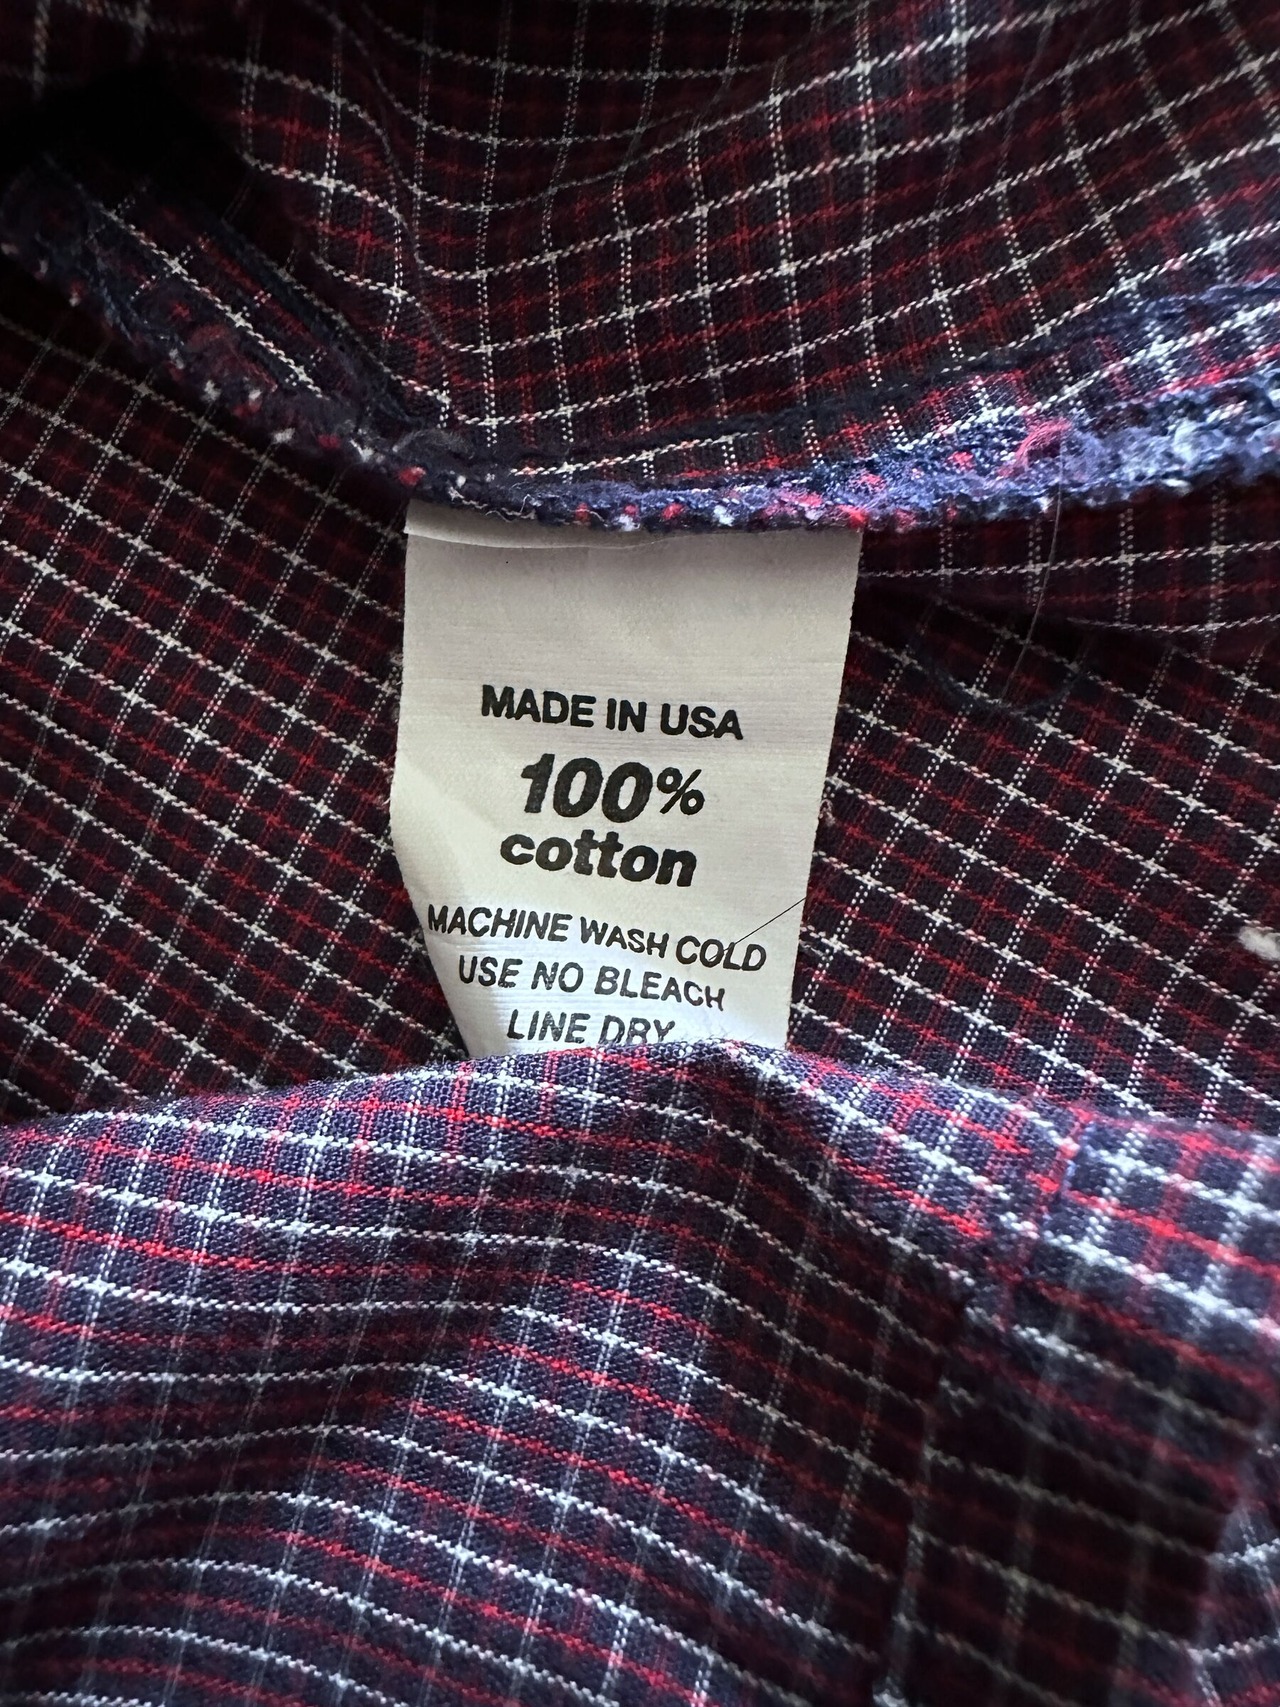 MADE IN USA
100%
cotton
MACHINE WASH COLD
USE NO BLEACH
LINE DRY